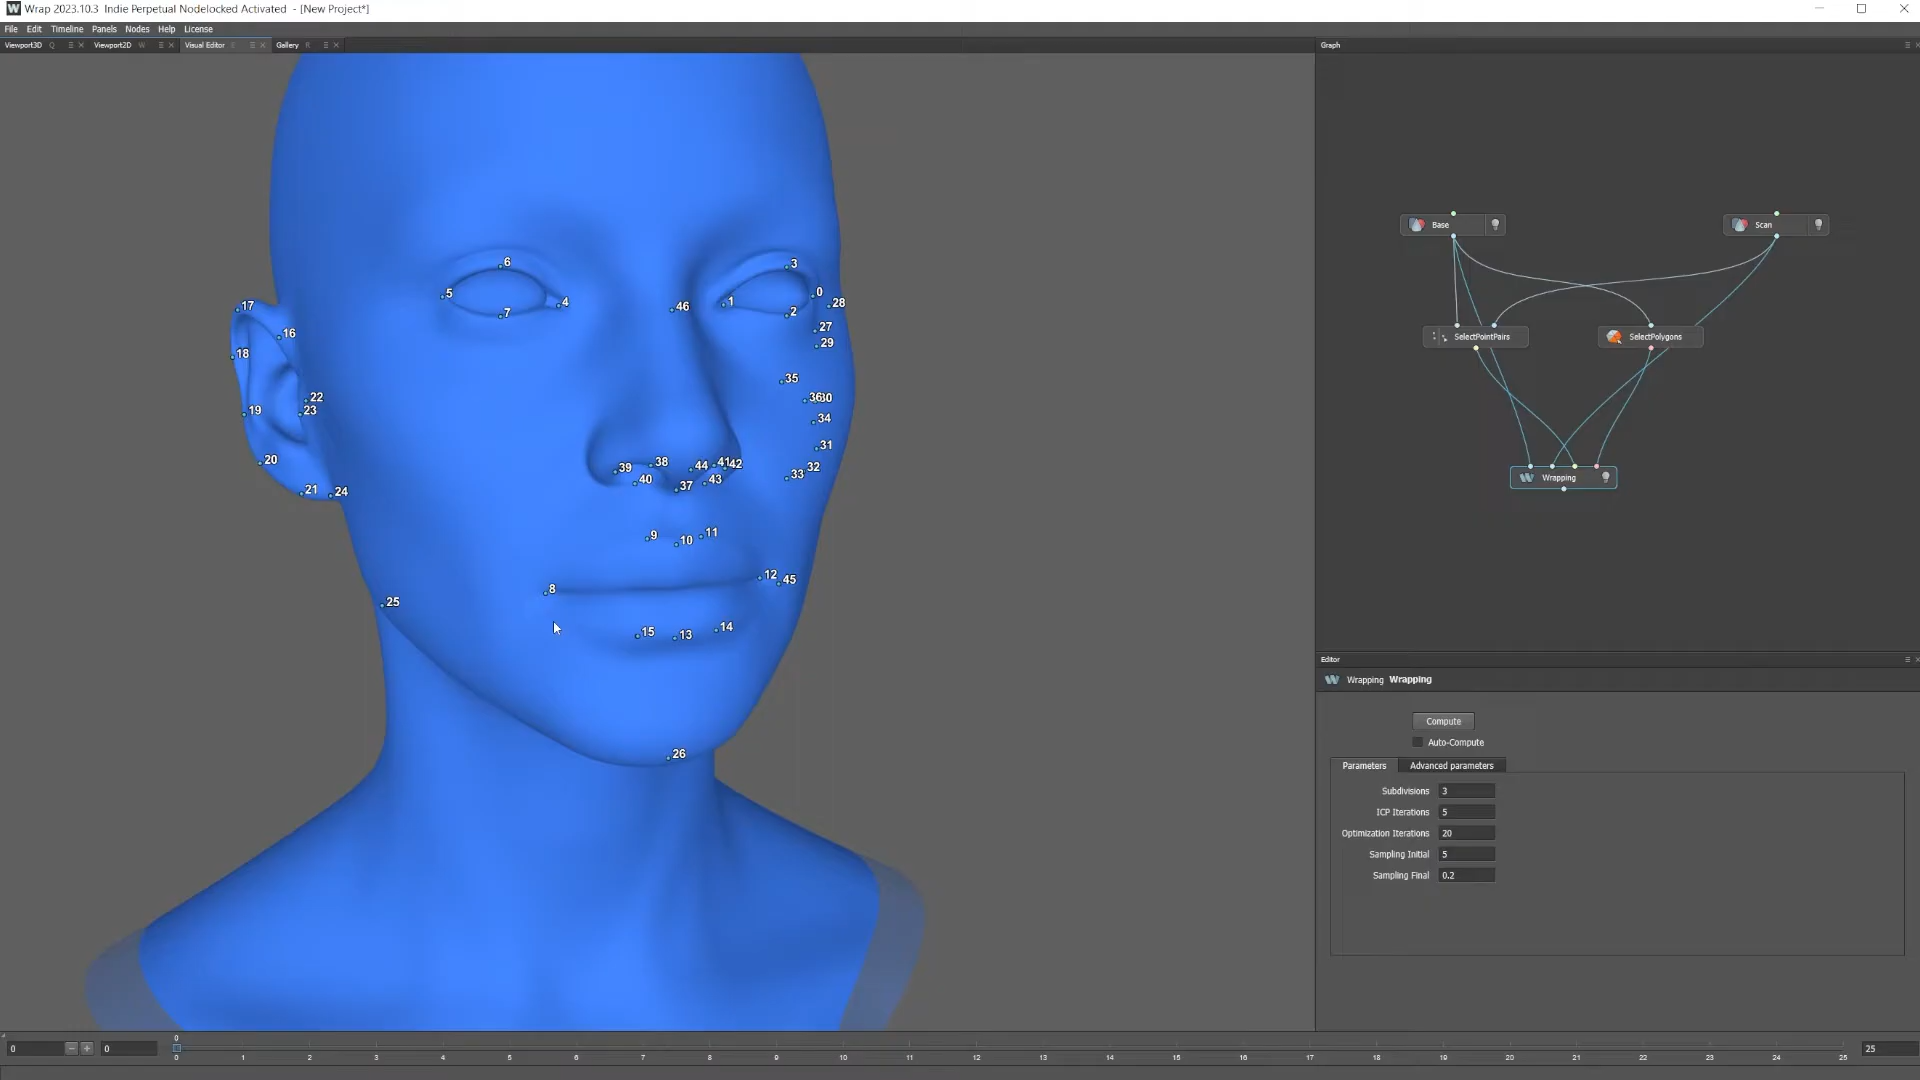 Wrap 2023.10.3 Indie Perpetual Nodelocked Activated - [New Project*]
File Edit Timeline Panels Nodes Help License
Viewport3D Q Viewport2D W Visual Editor E Gallery R
Graph
Base
Scan
SelectPointPairs
SelectPolygons
Wrapping
6
3
5
4
7
46
1
0
28
2
27
29
17
16
18
35
22
36
30
19
23
34
31
20
39
38
44
41
42
33
32
40
37
43
21
24
9
10
11
12
45
8
25
15
13
14
26
Editor
Wrapping Wrapping
Compute
Auto-Compute
Parameters Advanced parameters
Subdivisions 3
ICP Iterations 5
Optimization Iterations 20
Sampling Initial 5
Sampling Final 0.2
0
0 − + 0
25
0 1 2 3 4 5 6 7 8 9 10 11 12 13 14 15 16 17 18 19 20 21 22 23 24 25